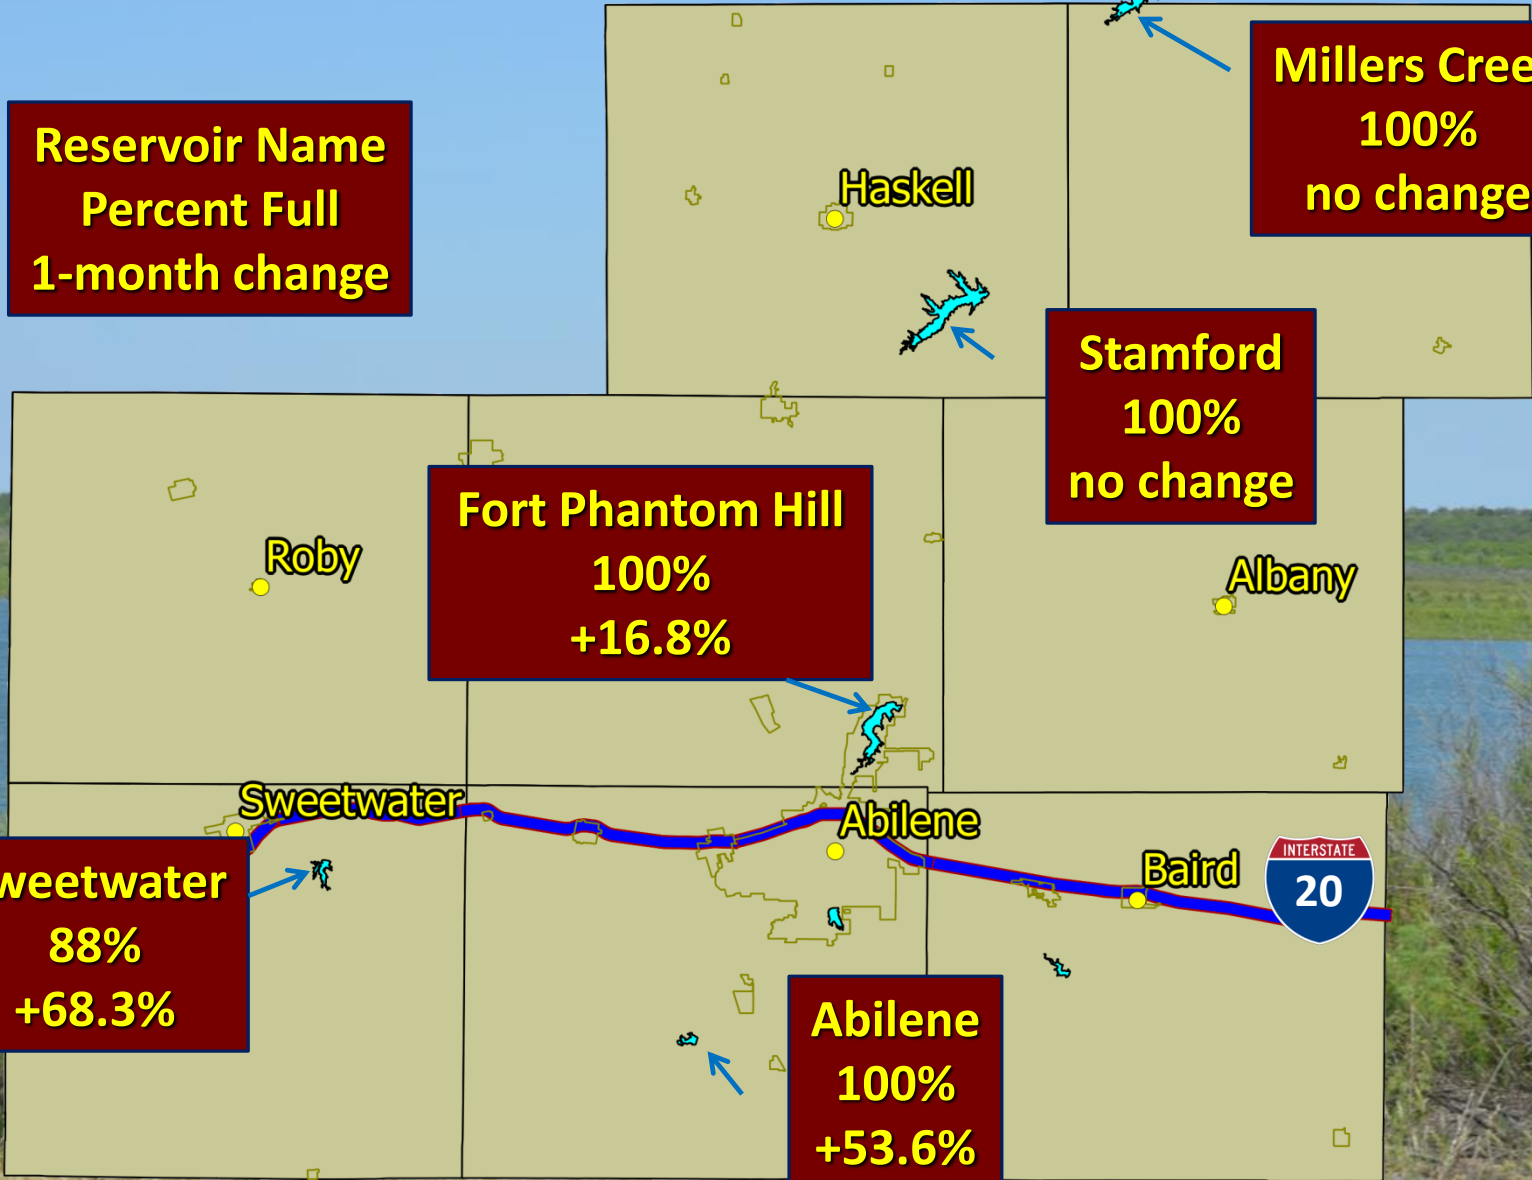 Millers Cree
100%
no change
Reservoir Name
Percent Full
1-month change
Haskell
Stamford
100%
no change
Fort Phantom Hill
100%
+16.8%
Roby
Albany
Sweetwater
Abilene
Baird
INTERSTATE
20
weetwater
88%
+68.3%
Abilene
100%
+53.6%